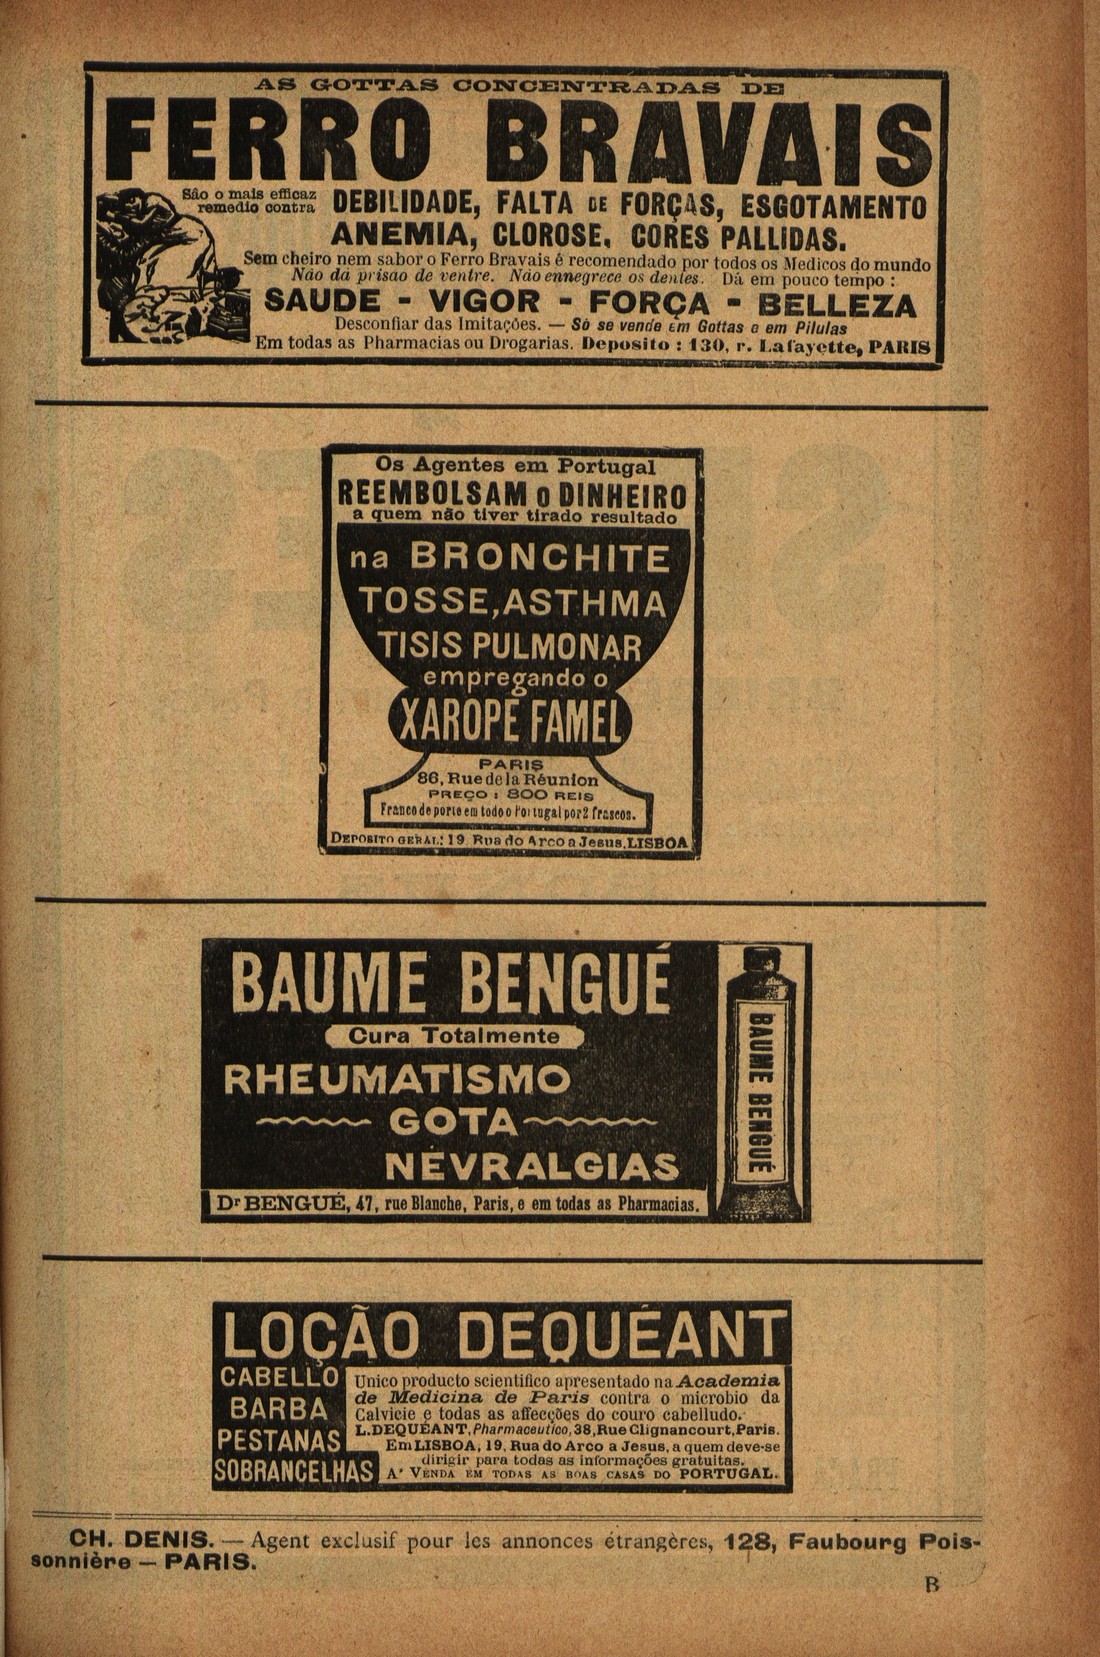 AS GOTTAS CONCENTRADAS DE
FERRO BRAVAIS
São o mais efficaz
remedio contra
DEBILIDADE, FALTA DE FORÇAS, ESGOTAMENTO
ANEMIA, CLOROSE, CORES PALLIDAS.
Sem cheiro nem sabor o Ferro Bravais é recomendado por todos os Medicos do mundo
Não dá prisao de ventre. Não ennegrece os dentes. Dá em pouco tempo :
SAUDE - VIGOR - FORÇA - BELLEZA
Desconfiar das Imitações. — Só se vende em Gottas e em Pilulas
Em todas as Pharmacias ou Drogarias. Deposito : 130, r. Lafayette, PARIS
Os Agentes em Portugal
REEMBOLSAM O DINHEIRO
a quem não tiver tirado resultado
na BRONCHITE
TOSSE, ASTHMA
TISIS PULMONAR
empregando o
XAROPE FAMEL
PARIS
86, Rue de la Réunion
PREÇO : 800 REIS
Franco de porte em todo o Portugal por 2 frascos.
DEPOSITO GERAL: 19, Rua do Arco a Jesus, LISBOA
BAUME BENGUÉ
Cura Totalmente
RHEUMATISMO
GOTA
NÉVRALGIAS
Dr BENGUÉ, 47, rue Blanche, Paris, e em todas as Pharmacias.
BAUME BENGUÉ
LOÇÃO DEQUÉANT
CABELLO
BARBA
PESTANAS
SOBRANCELHAS
Unico producto scientifico apresentado na Academia
de Medicina de Paris contra o microbio da
Calvicie e todas as affecções do couro cabelludo.
L. DEQUÉANT, Pharmaceutico, 38, Rue Clignancourt, Paris.
Em LISBOA, 19, Rua do Arco a Jesus, a quem deve-se
dirigir para todas as informações gratuitas.
A' VENDA EM TODAS AS BOAS CASAS DO PORTUGAL.
CH. DENIS. — Agent exclusif pour les annonces étrangères, 128, Faubourg Pois-
sonnière — PARIS.
B